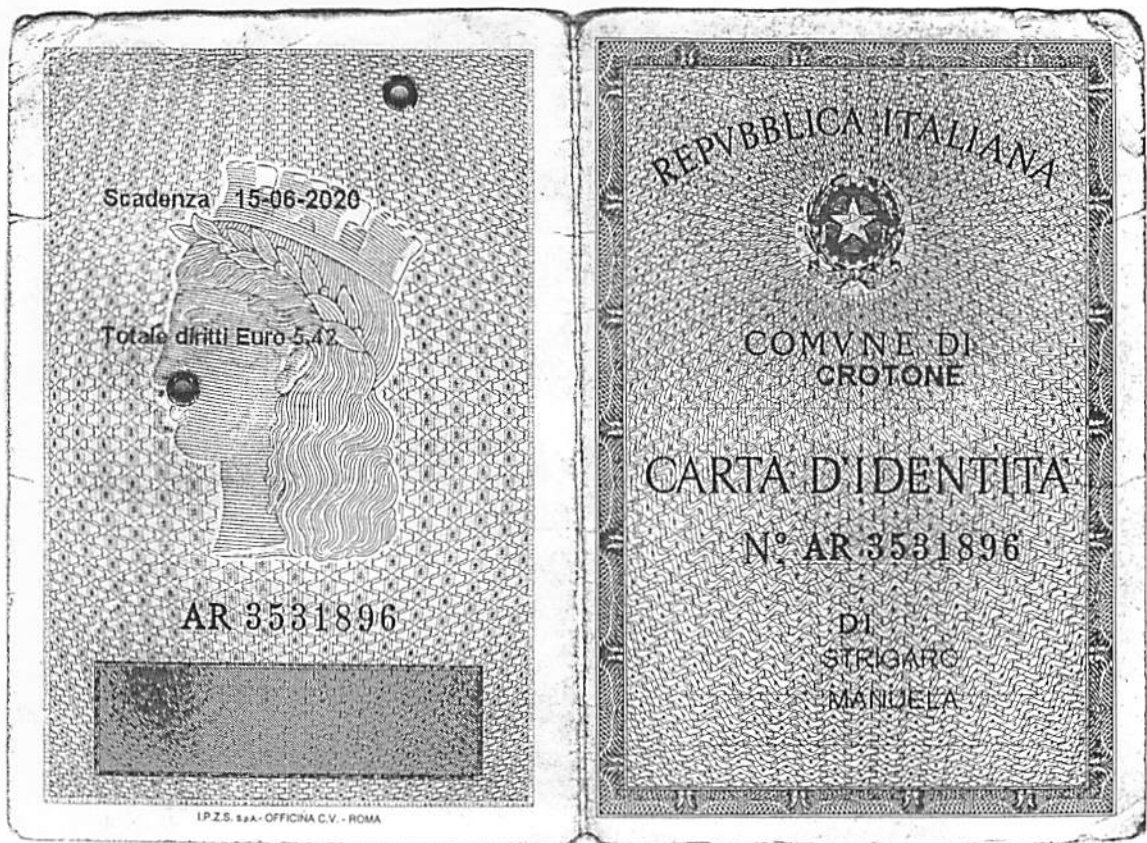 Scadenza 15-06-2020
Totale diritti Euro 5,42
AR 3531896
I.P.Z.S. S.p.A. - OFFICINA C.V. - ROMA
REPVBBLICA ITALIANA
COMVNE DI
CROTONE
CARTA D'IDENTITA'
N° AR 3531896
DI
STRIGARO
MANUELA